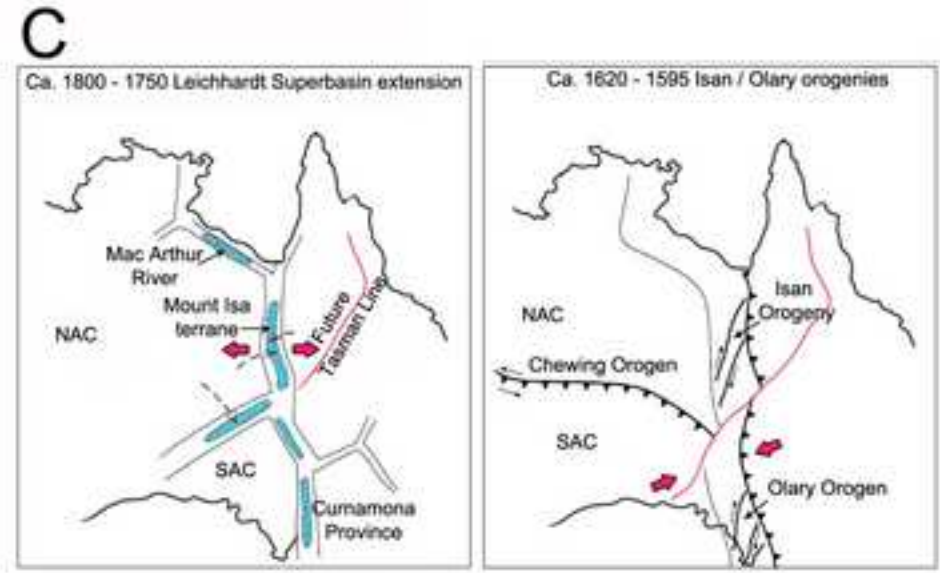 C
Ca. 1800 - 1750 Leichhardt Superbasin extension
Mac Arthur
River
Mount Isa
terrane
NAC
Future
Tasman Line
SAC
Curnamona
Province
Ca. 1620 - 1595 Isan / Olary orogenies
Isan
Orogeny
NAC
Chewing Orogen
SAC
Olary Orogen